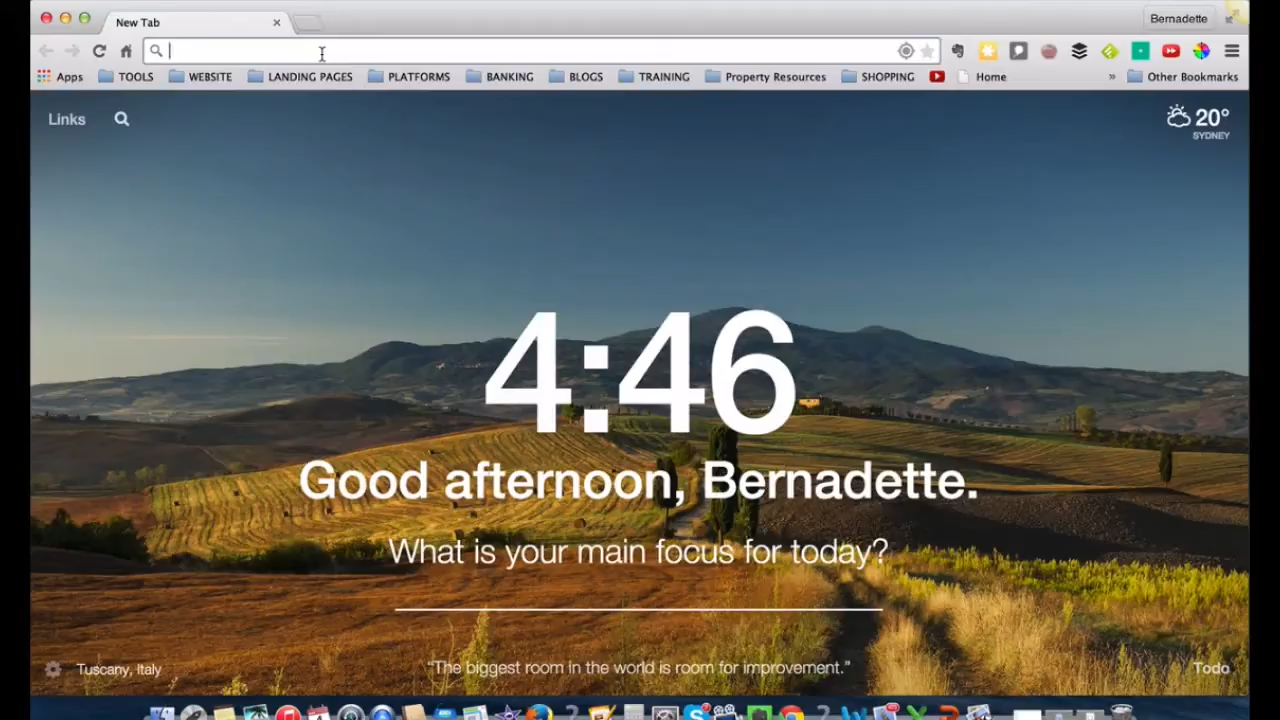 New Tab
Bernadette
Apps TOOLS WEBSITE LANDING PAGES PLATFORMS BANKING BLOGS TRAINING Property Resources SHOPPING Home » Other Bookmarks
Links
20°
SYDNEY
4:46
Good afternoon, Bernadette.
What is your main focus for today?
Tuscany, Italy
“The biggest room in the world is room for improvement.”
Todo